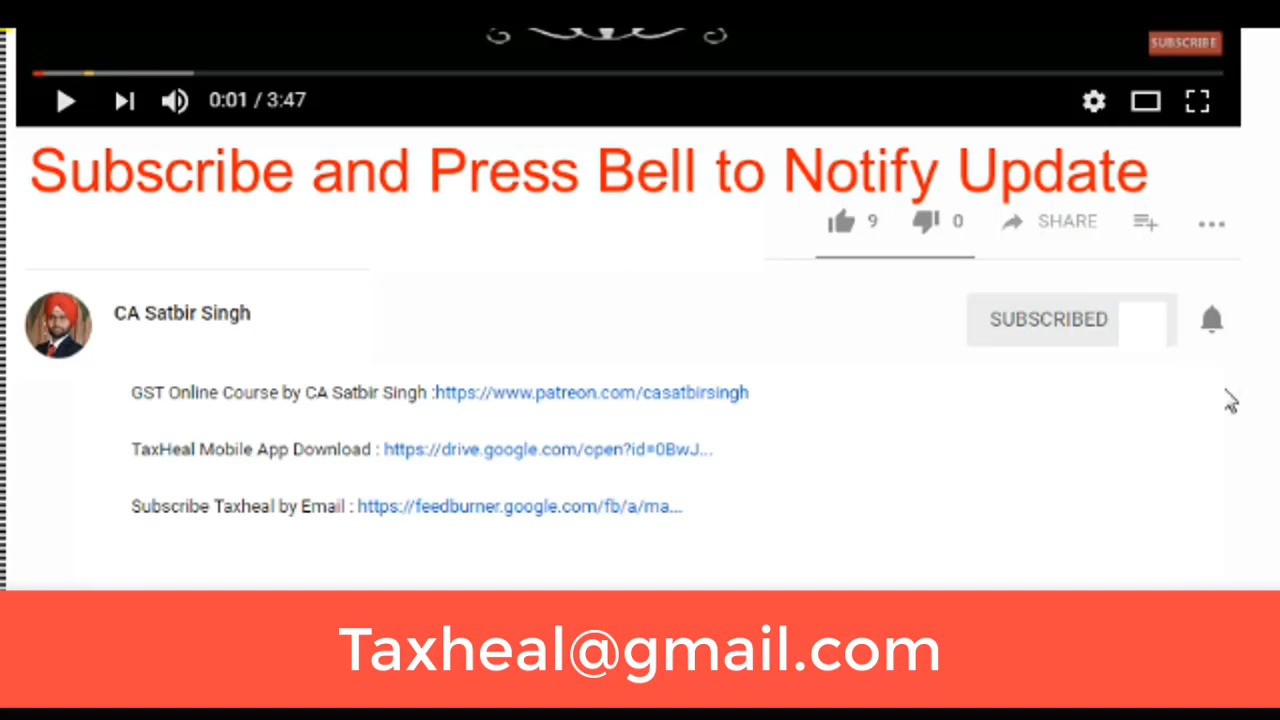 SUBSCRIBE
0:01 / 3:47
Subscribe and Press Bell to Notify Update
9 0 SHARE
CA Satbir Singh
SUBSCRIBED
GST Online Course by CA Satbir Singh :https://www.patreon.com/casatbirsingh
TaxHeal Mobile App Download : https://drive.google.com/open?id=0BwJ...
Subscribe Taxheal by Email : https://feedburner.google.com/fb/a/ma...
Taxheal@gmail.com